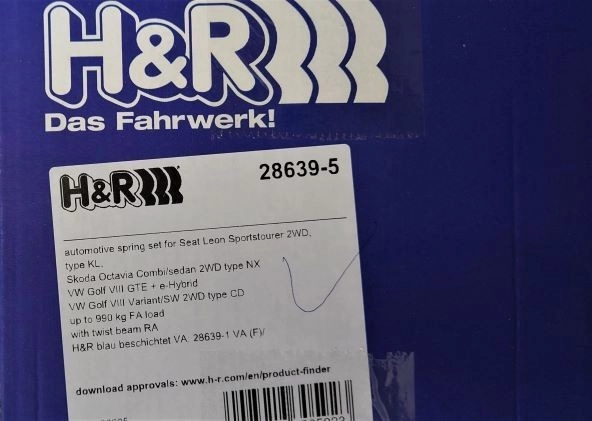 H&R
Das Fahrwerk!
H&R
28639-5
automotive spring set for Seat Leon Sportstourer 2WD,
type KL,
Skoda Octavia Combi/sedan 2WD type NX
VW Golf VIII GTE + e-Hybrid
VW Golf VIII Variant/SW 2WD type CD
up to 990 kg FA load
with twist beam RA
H&R blau beschichtet VA: 28639-1 VA (F)/
download approvals: www.h-r.com/en/product-finder